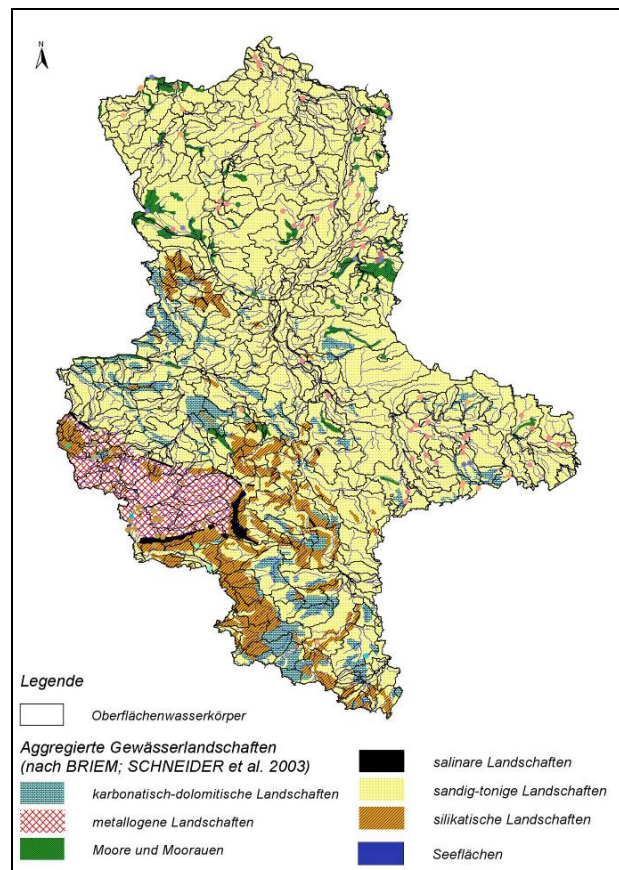 N
Legende
Oberflächenwasserkörper
Aggregierte Gewässerlandschaften
(nach BRIEM; SCHNEIDER et al. 2003)
karbonatisch-dolomitische Landschaften
metallogene Landschaften
Moore und Moorauen
salinare Landschaften
sandig-tonige Landschaften
silikatische Landschaften
Seeflächen